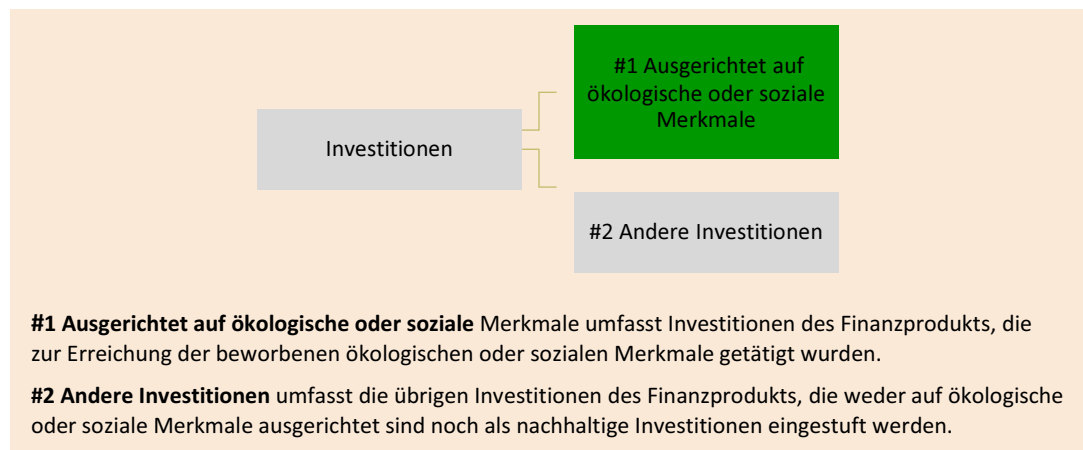 #1 Ausgerichtet auf
ökologische oder soziale
Merkmale
Investitionen
#2 Andere Investitionen
#1 Ausgerichtet auf ökologische oder soziale Merkmale umfasst Investitionen des Finanzprodukts, die
zur Erreichung der beworbenen ökologischen oder sozialen Merkmale getätigt wurden.
#2 Andere Investitionen umfasst die übrigen Investitionen des Finanzprodukts, die weder auf ökologische
oder soziale Merkmale ausgerichtet sind noch als nachhaltige Investitionen eingestuft werden.